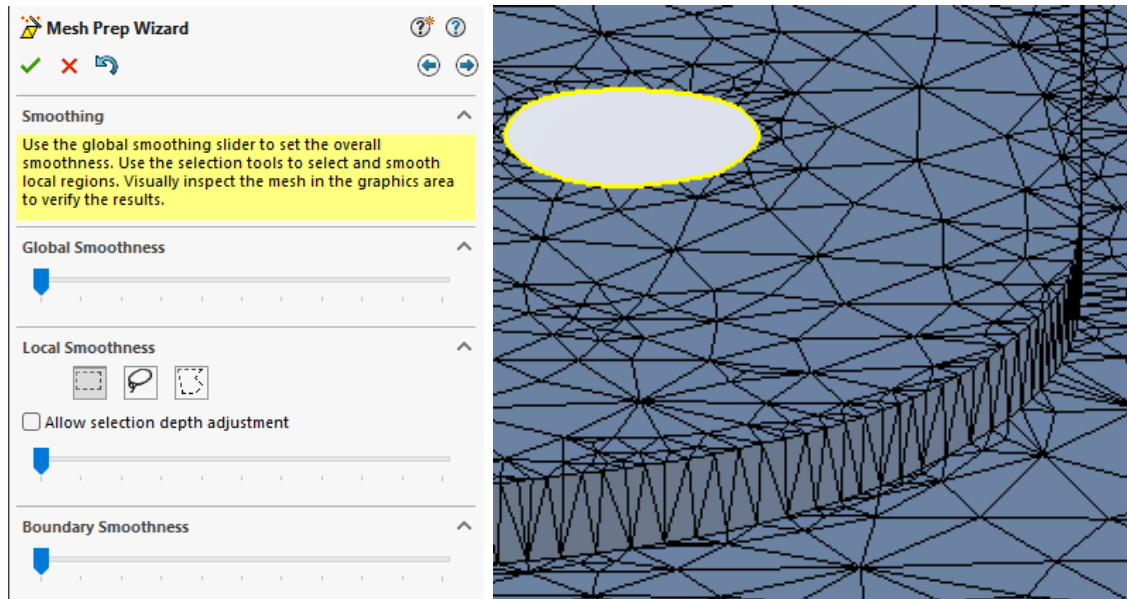 Mesh Prep Wizard
Smoothing
Use the global smoothing slider to set the overall
smoothness. Use the selection tools to select and smooth
local regions. Visually inspect the mesh in the graphics area
to verify the results.
Global Smoothness
Local Smoothness
Allow selection depth adjustment
Boundary Smoothness